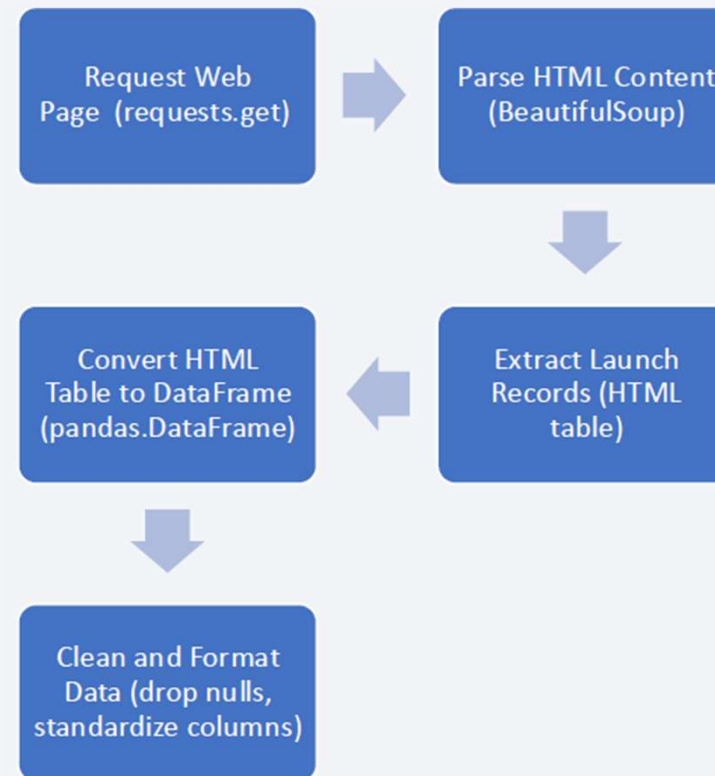 Request Web
Page (requests.get)
Parse HTML Content
(BeautifulSoup)
Extract Launch
Records (HTML
table)
Convert HTML
Table to DataFrame
(pandas.DataFrame)
Clean and Format
Data (drop nulls,
standardize columns)